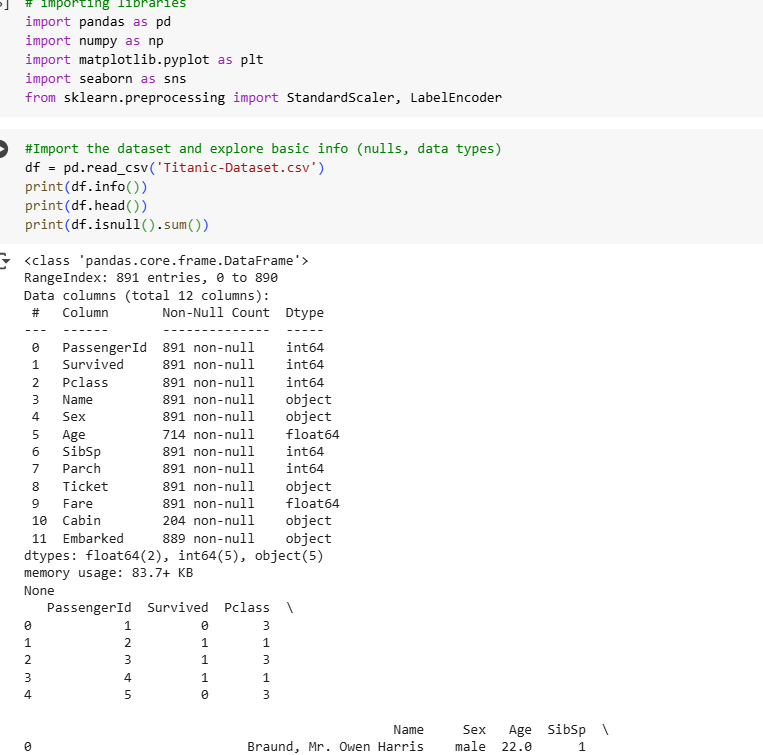 # importing libraries
import pandas as pd
import numpy as np
import matplotlib.pyplot as plt
import seaborn as sns
from sklearn.preprocessing import StandardScaler, LabelEncoder
#Import the dataset and explore basic info (nulls, data types)
df = pd.read_csv('Titanic-Dataset.csv')
print(df.info())
print(df.head())
print(df.isnull().sum())
<class 'pandas.core.frame.DataFrame'>
RangeIndex: 891 entries, 0 to 890
Data columns (total 12 columns):
 #   Column       Non-Null Count  Dtype
---  ------       --------------  -----
 0   PassengerId  891 non-null    int64
 1   Survived     891 non-null    int64
 2   Pclass       891 non-null    int64
 3   Name         891 non-null    object
 4   Sex          891 non-null    object
 5   Age          714 non-null    float64
 6   SibSp        891 non-null    int64
 7   Parch        891 non-null    int64
 8   Ticket       891 non-null    object
 9   Fare         891 non-null    float64
 10  Cabin        204 non-null    object
 11  Embarked     889 non-null    object
dtypes: float64(2), int64(5), object(5)
memory usage: 83.7+ KB
None
   PassengerId  Survived  Pclass  \
0            1         0       3
1            2         1       1
2            3         1       3
3            4         1       1
4            5         0       3
                                                Name     Sex   Age  SibSp  \
0                            Braund, Mr. Owen Harris    male  22.0      1